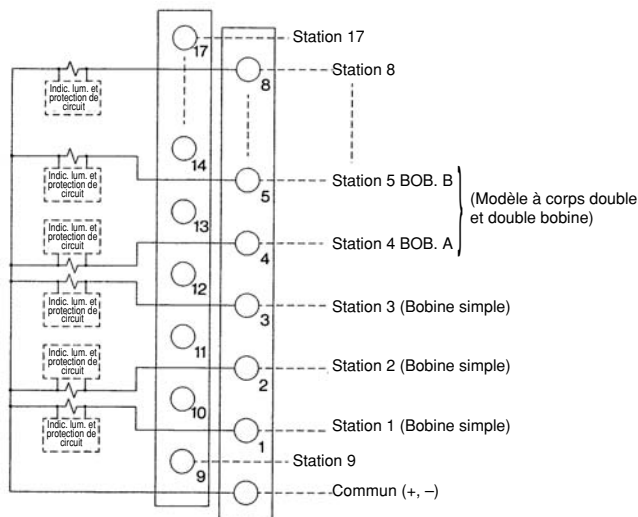 17
Station 17
8
Station 8
Indic. lum. et
protection de
circuit
14
Indic. lum. et
protection de
circuit
5
Station 5 BOB. B
13
(Modèle à corps double
et double bobine)
Indic. lum. et
protection de
circuit
4
Station 4 BOB. A
12
Indic. lum. et
protection de
circuit
3
Station 3 (Bobine simple)
11
Indic. lum. et
protection de
circuit
2
Station 2 (Bobine simple)
10
Indic. lum. et
protection de
circuit
1
Station 1 (Bobine simple)
9
Station 9
Commun (+, –)